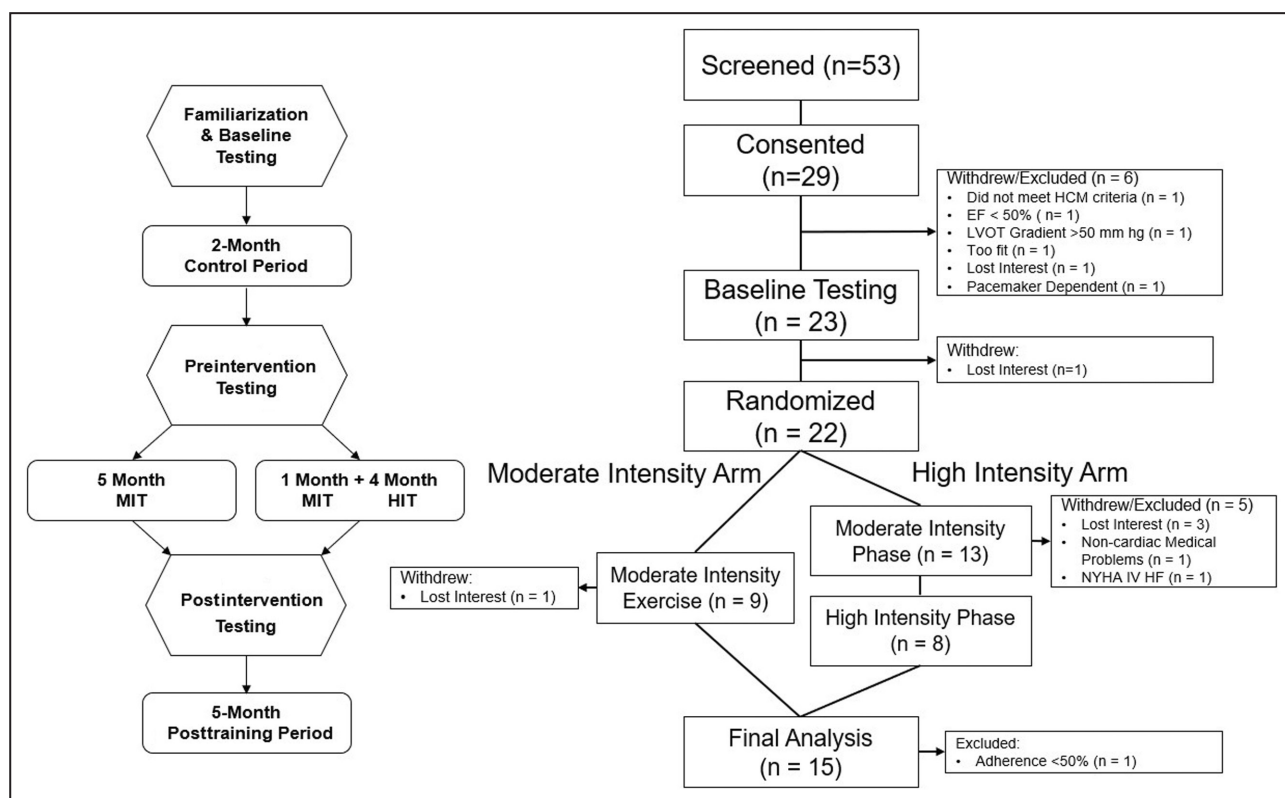 Familiarization
& Baseline
Testing
2-Month
Control Period
Preintervention
Testing
5 Month
MIT
1 Month + 4 Month
MIT HIT
Postintervention
Testing
5-Month
Posttraining Period
Screened (n=53)
Consented
(n=29)
Withdrew/Excluded (n = 6)
• Did not meet HCM criteria (n = 1)
• EF < 50% ( n= 1)
• LVOT Gradient >50 mm hg (n = 1)
• Too fit (n = 1)
• Lost Interest (n = 1)
• Pacemaker Dependent (n = 1)
Baseline Testing
(n = 23)
Withdrew:
• Lost Interest (n=1)
Randomized
(n = 22)
Moderate Intensity Arm
High Intensity Arm
Moderate Intensity
Phase (n = 13)
Withdrew/Excluded (n = 5)
• Lost Interest (n = 3)
• Non-cardiac Medical
Problems (n = 1)
• NYHA IV HF (n = 1)
Withdrew:
• Lost Interest (n = 1)
Moderate Intensity
Exercise (n = 9)
High Intensity Phase
(n = 8)
Final Analysis
(n = 15)
Excluded:
• Adherence <50% (n = 1)